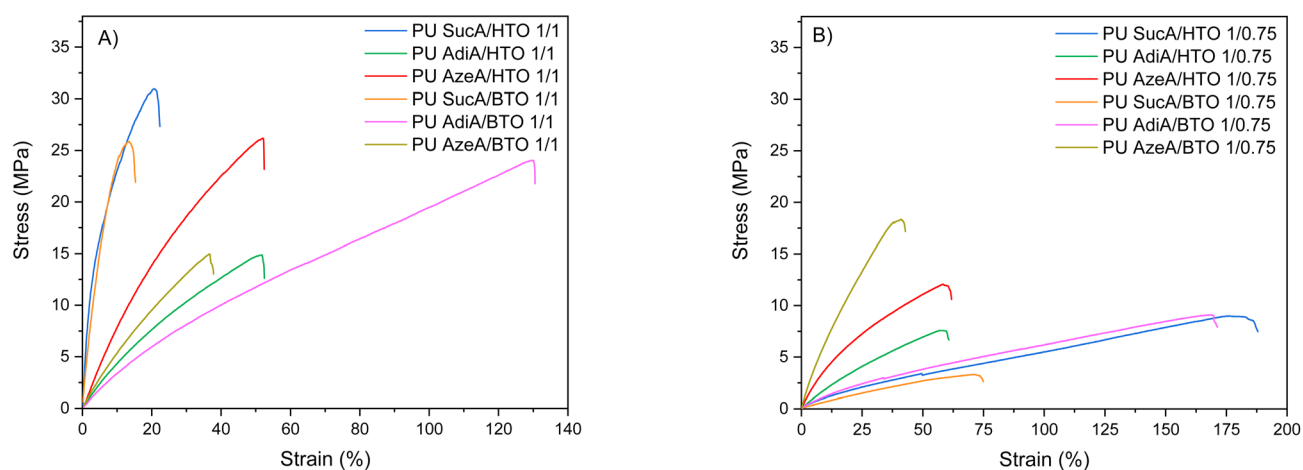 A)
PU SucA/HTO 1/1
PU AdiA/HTO 1/1
PU AzeA/HTO 1/1
PU SucA/BTO 1/1
PU AdiA/BTO 1/1
PU AzeA/BTO 1/1
Stress (MPa)
35
30
25
20
15
10
5
0
0 20 40 60 80 100 120 140
Strain (%)
B)
PU SucA/HTO 1/0.75
PU AdiA/HTO 1/0.75
PU AzeA/HTO 1/0.75
PU SucA/BTO 1/0.75
PU AdiA/BTO 1/0.75
PU AzeA/BTO 1/0.75
Stress (MPa)
35
30
25
20
15
10
5
0
0 25 50 75 100 125 150 175 200
Strain (%)